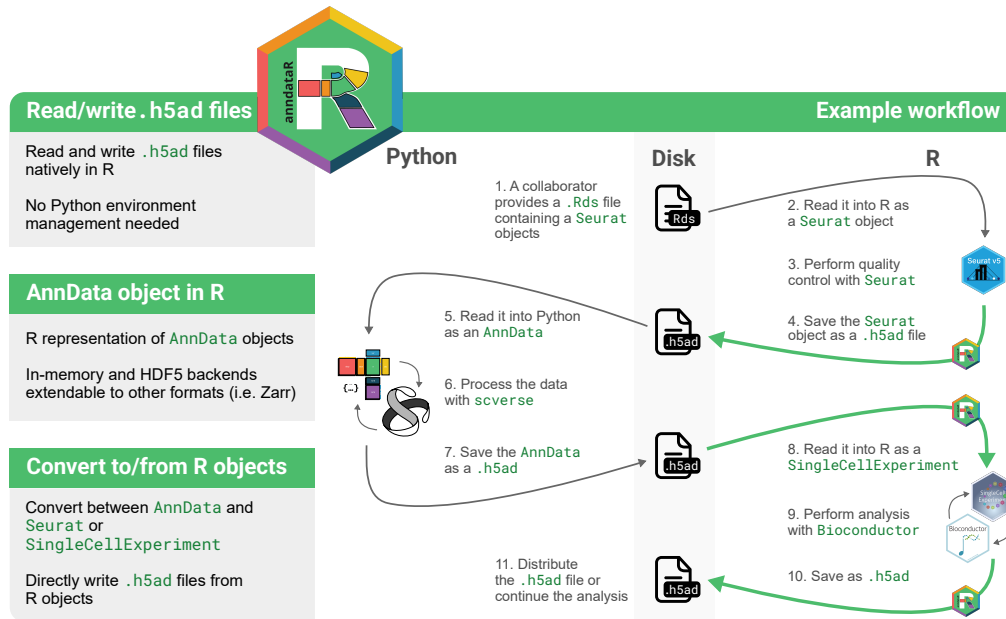 anndataR
Read/write .h5ad files
Example workflow
Read and write .h5ad files
natively in R
No Python environment
management needed
AnnData object in R
R representation of AnnData objects
In-memory and HDF5 backends
extendable to other formats (i.e. Zarr)
Convert to/from R objects
Convert between AnnData and
Seurat or
SingleCellExperiment
Directly write .h5ad files from
R objects
Python
Disk
R
1. A collaborator
provides a .Rds file
containing a Seurat
objects
Rds
2. Read it into R as
a Seurat object
Seurat v5
3. Perform quality
control with Seurat
4. Save the Seurat
object as a .h5ad file
.h5ad
5. Read it into Python
as an AnnData
{...}
6. Process the data
with scverse
7. Save the AnnData
as a .h5ad
.h5ad
8. Read it into R as a
SingleCellExperiment
SingleCell
Experiment
9. Perform analysis
with Bioconductor
Bioconductor
10. Save as .h5ad
.h5ad
11. Distribute
the .h5ad file or
continue the analysis